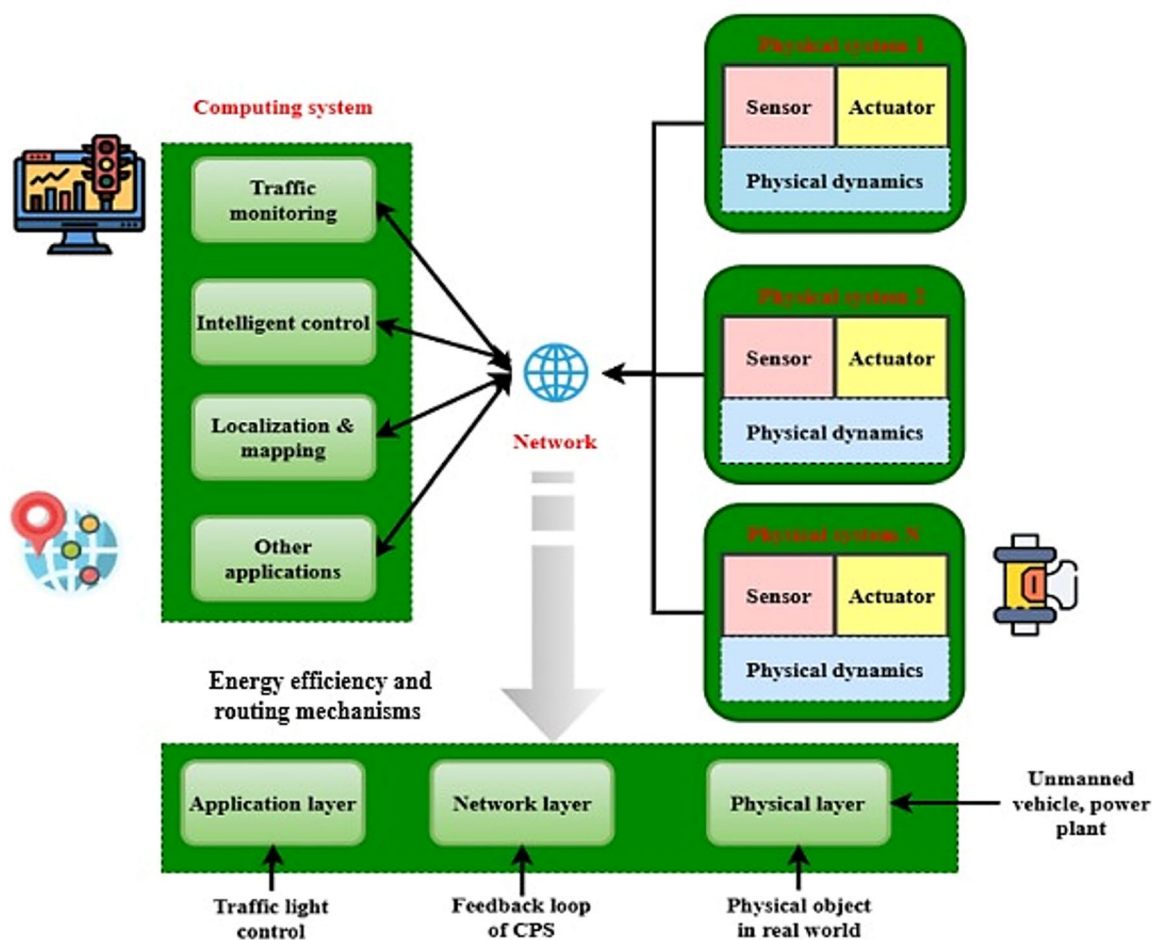 Computing system
Traffic
monitoring
Intelligent control
Localization &
mapping
Other
applications
Network
Physical system 1
Sensor
Actuator
Physical dynamics
Physical system 2
Sensor
Actuator
Physical dynamics
Physical system N
Sensor
Actuator
Physical dynamics
Energy efficiency and
routing mechanisms
Application layer
Network layer
Physical layer
Unmanned
vehicle, power
plant
Traffic light
control
Feedback loop
of CPS
Physical object
in real world